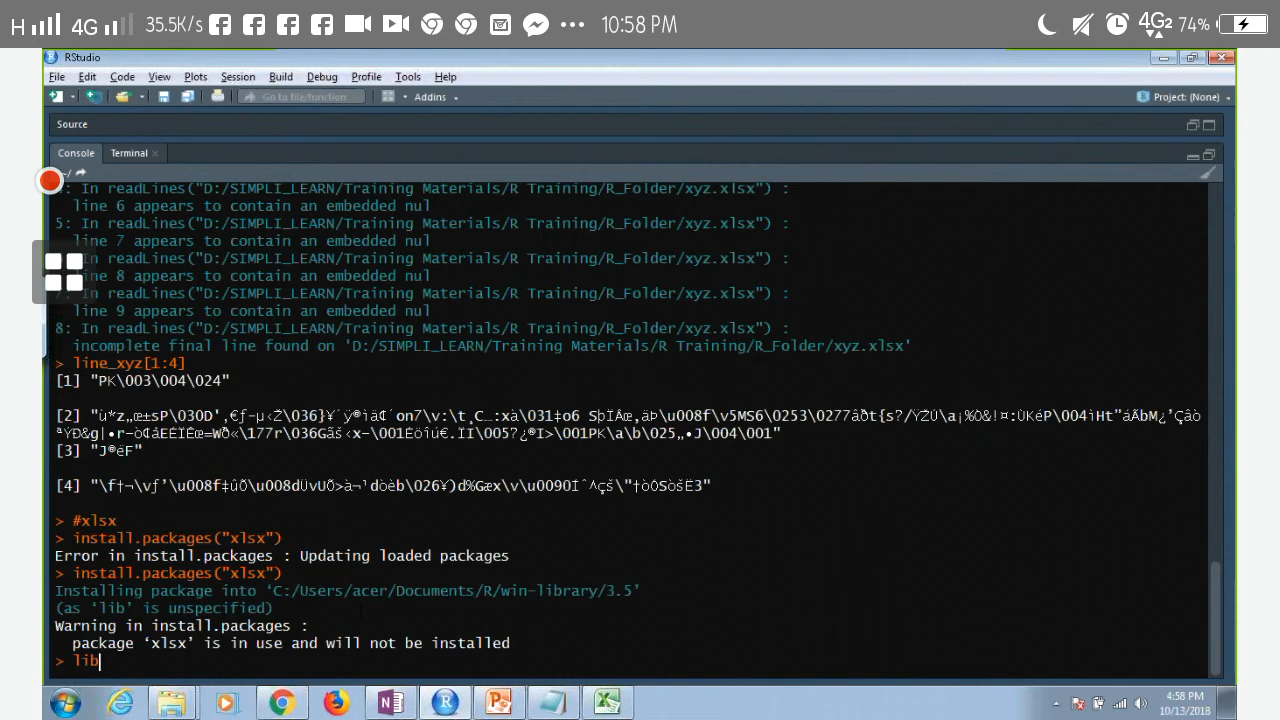 H 4G 35.5K/s 10:58 PM 4G2 74%
RStudio
File Edit Code View Plots Session Build Debug Profile Tools Help
Go to file/function Addins Project: (None)
Source
Console Terminal
~/
In readLines("D:/SIMPLI_LEARN/Training Materials/R Training/R_Folder/xyz.xlsx") :
line 6 appears to contain an embedded nul
5: In readLines("D:/SIMPLI_LEARN/Training Materials/R Training/R_Folder/xyz.xlsx") :
line 7 appears to contain an embedded nul
In readLines("D:/SIMPLI_LEARN/Training Materials/R Training/R_Folder/xyz.xlsx") :
line 8 appears to contain an embedded nul
In readLines("D:/SIMPLI_LEARN/Training Materials/R Training/R_Folder/xyz.xlsx") :
line 9 appears to contain an embedded nul
8: In readLines("D:/SIMPLI_LEARN/Training Materials/R Training/R_Folder/xyz.xlsx") :
incomplete final line found on 'D:/SIMPLI_LEARN/Training Materials/R Training/R_Folder/xyz.xlsx'
> line_xyz[1:4]
[1] "PK\003\004\024"
[2]
[3] "J®ëF"
[4]
> #xlsx
> install.packages("xlsx")
Error in install.packages : Updating loaded packages
> install.packages("xlsx")
Installing package into ‘C:/Users/acer/Documents/R/win-library/3.5’
(as ‘lib’ is unspecified)
Warning in install.packages :
package ‘xlsx’ is in use and will not be installed
> lib
4:58 PM
10/13/2018